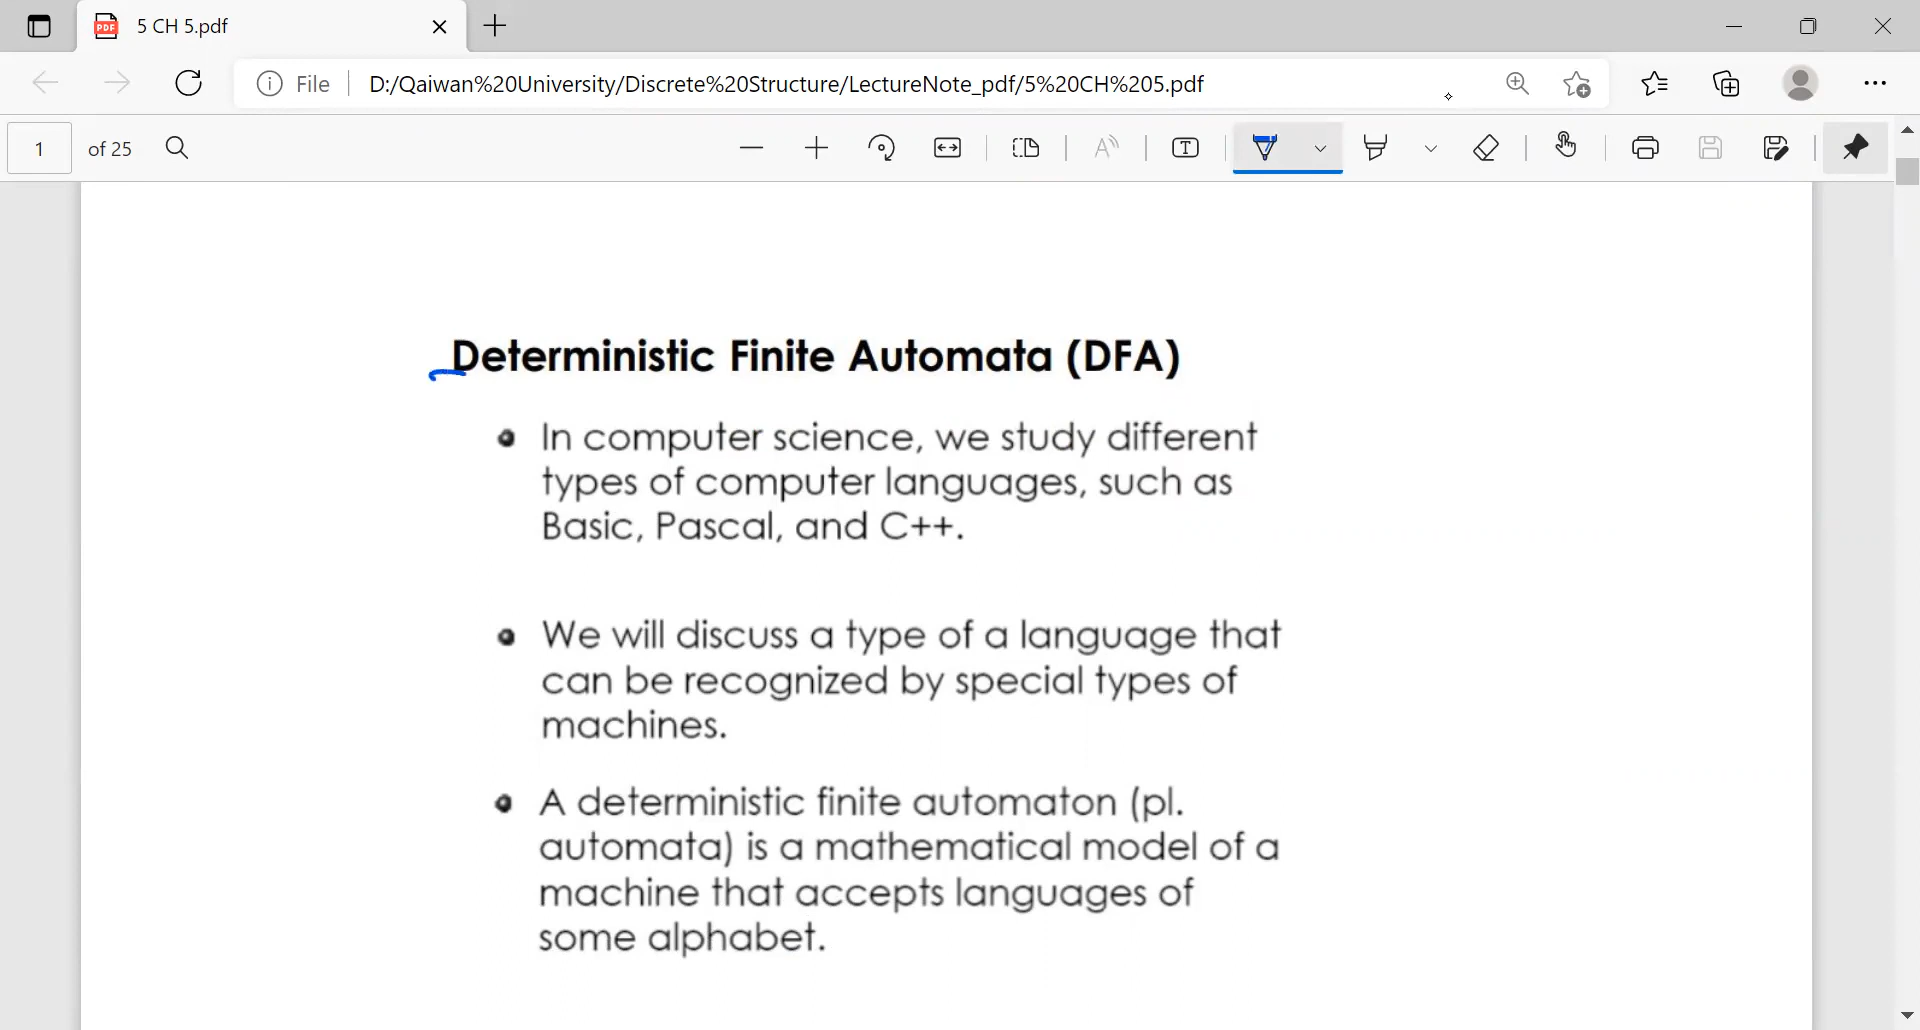 5 CH 5.pdf
File D:/Qaiwan%20University/Discrete%20Structure/LectureNote_pdf/5%20CH%205.pdf
1 of 25
Deterministic Finite Automata (DFA)
In computer science, we study different
types of computer languages, such as
Basic, Pascal, and C++.
We will discuss a type of a language that
can be recognized by special types of
machines.
A deterministic finite automaton (pl.
automata) is a mathematical model of a
machine that accepts languages of
some alphabet.